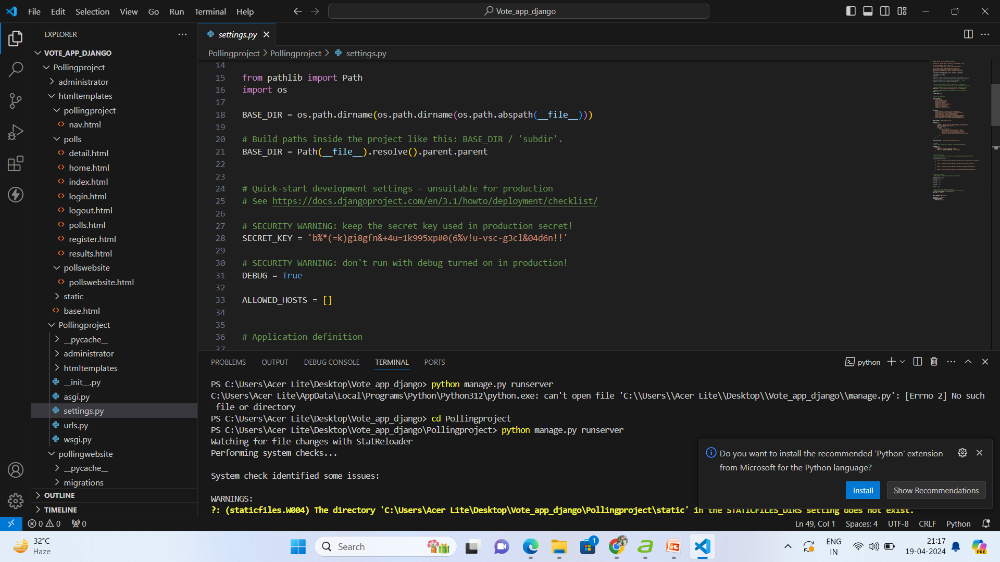 File Edit Selection View Go Run Terminal Help
Vote_app_django
EXPLORER
VOTE_APP_DJANGO
Pollingproject
administrator
htmltemplates
pollingproject
nav.html
polls
detail.html
home.html
index.html
login.html
logout.html
polls.html
register.html
results.html
pollswebsite
pollswebsite.html
static
base.html
Pollingproject
__pycache__
administrator
htmltemplates
__init__.py
asgi.py
settings.py
urls.py
wsgi.py
pollingwebsite
__pycache__
migrations
OUTLINE
TIMELINE
settings.py
Pollingproject > Pollingproject > settings.py
14
15 from pathlib import Path
16 import os
17
18 BASE_DIR = os.path.dirname(os.path.dirname(os.path.abspath(__file__)))
19
20 # Build paths inside the project like this: BASE_DIR / 'subdir'.
21 BASE_DIR = Path(__file__).resolve().parent.parent
22
23
24 # Quick-start development settings - unsuitable for production
25 # See https://docs.djangoproject.com/en/3.1/howto/deployment/checklist/
26
27 # SECURITY WARNING: keep the secret key used in production secret!
28 SECRET_KEY = 'b%*(=k)gi8gfn&+4u=1k995xp#0(6%v!u-vsc-g3cl&04d6n!!'
29
30 # SECURITY WARNING: don't run with debug turned on in production!
31 DEBUG = True
32
33 ALLOWED_HOSTS = []
34
35
36 # Application definition
37
PROBLEMS OUTPUT DEBUG CONSOLE TERMINAL PORTS
python
PS C:\Users\Acer Lite\Desktop\Vote_app_django> python manage.py runserver
C:\Users\Acer Lite\AppData\Local\Programs\Python\Python312\python.exe: can't open file 'C:\\Users\\Acer Lite\\Desktop\\Vote_app_django\\manage.py': [Errno 2] No such
file or directory
PS C:\Users\Acer Lite\Desktop\Vote_app_django> cd Pollingproject
PS C:\Users\Acer Lite\Desktop\Vote_app_django\Pollingproject> python manage.py runserver
Watching for file changes with StatReloader
Performing system checks...
System check identified some issues:
WARNINGS:
?: (staticfiles.W004) The directory 'C:\Users\Acer Lite\Desktop\Vote_app_django\Pollingproject\static' in the STATICFILES_DIRS setting does not exist.
Do you want to install the recommended 'Python' extension
from Microsoft for the Python language?
Install Show Recommendations
0 0 0
Ln 49, Col 1 Spaces: 4 UTF-8 CRLF Python
32°C
Haze
Search
1
ENG
IN
21:17
19-04-2024
PRE